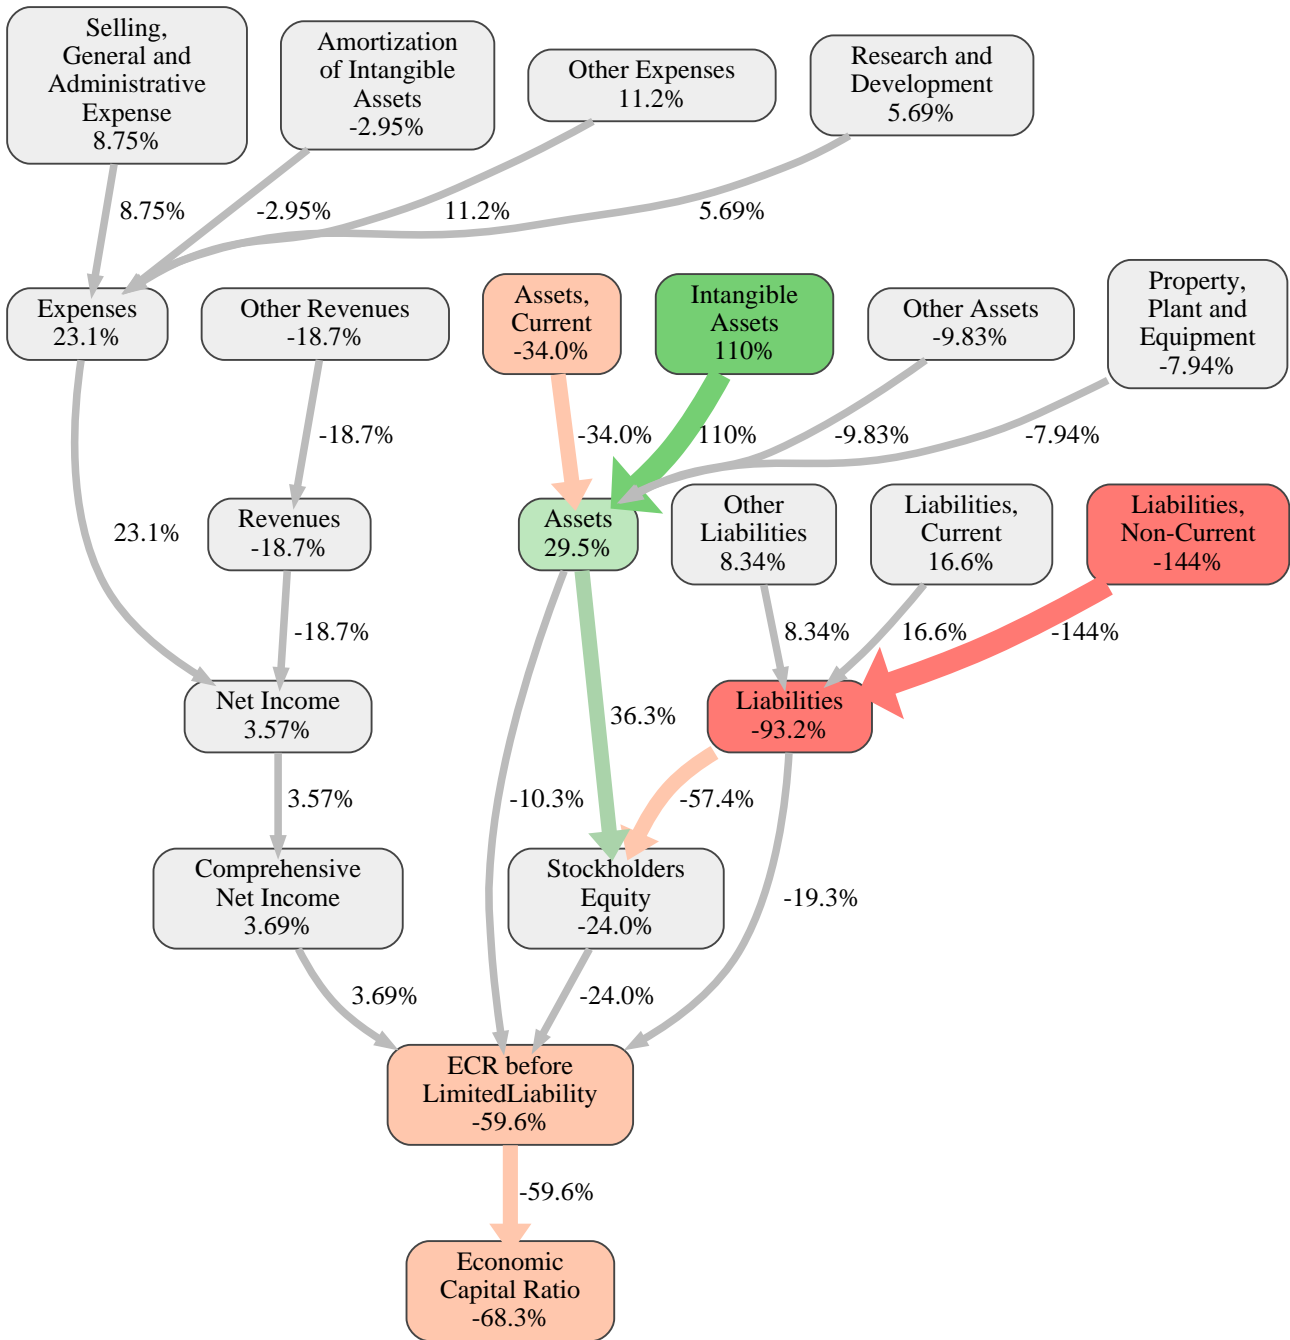 Selling,
General and
Administrative
Expense
8.75%
Amortization
of Intangible
Assets
-2.95%
Other Expenses
11.2%
Research and
Development
5.69%
8.75%
-2.95%
11.2%
5.69%
Expenses
23.1%
Other Revenues
-18.7%
Assets,
Current
-34.0%
Intangible
Assets
110%
Other Assets
-9.83%
Property,
Plant and
Equipment
-7.94%
-18.7%
-34.0%
110%
-9.83%
-7.94%
23.1%
Revenues
-18.7%
Assets
29.5%
Other
Liabilities
8.34%
Liabilities,
Current
16.6%
Liabilities,
Non-Current
-144%
-18.7%
8.34%
16.6%
-144%
Net Income
3.57%
36.3%
Liabilities
-93.2%
3.57%
-10.3%
-57.4%
Comprehensive
Net Income
3.69%
Stockholders
Equity
-24.0%
-19.3%
3.69%
-24.0%
ECR before
LimitedLiability
-59.6%
-59.6%
Economic
Capital Ratio
-68.3%